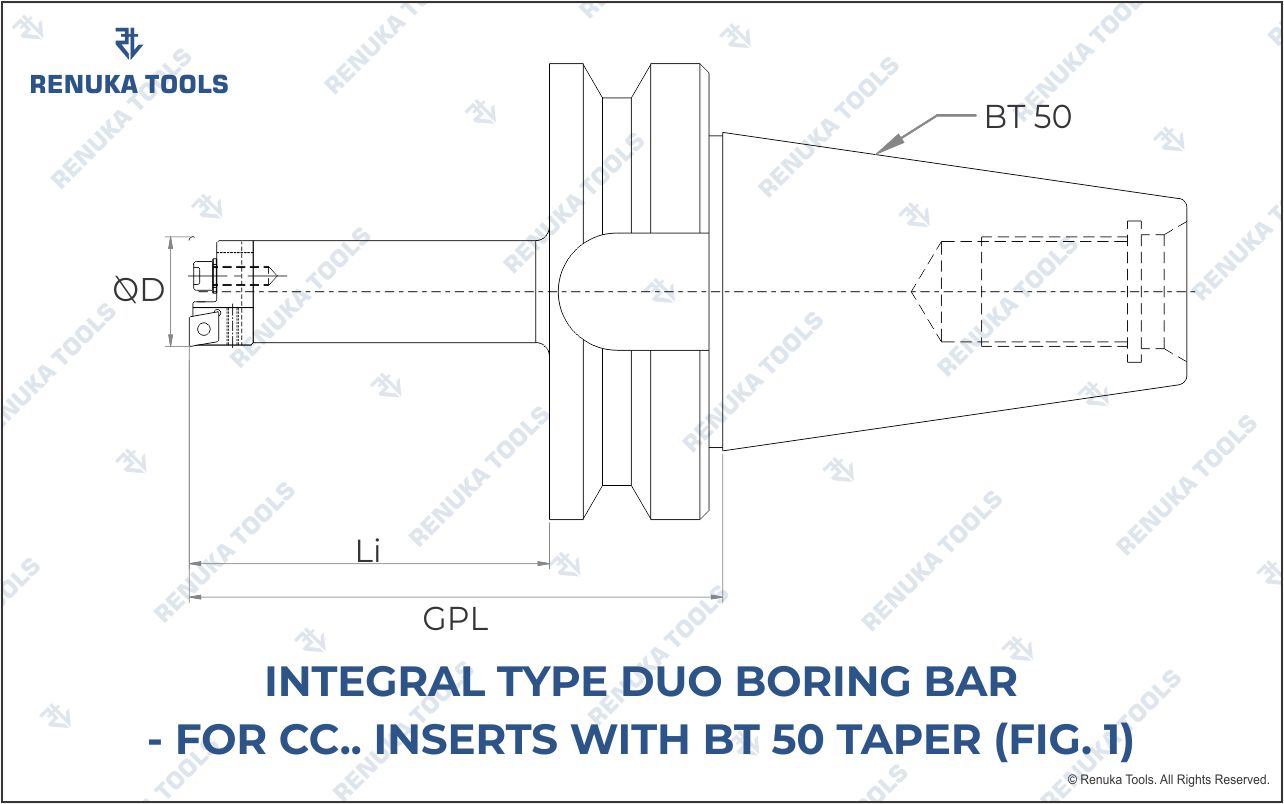 RENUKA TOOLS
BT 50
ØD
Li
GPL
INTEGRAL TYPE DUO BORING BAR
- FOR CC.. INSERTS WITH BT 50 TAPER (FIG. 1)
© Renuka Tools. All Rights Reserved.